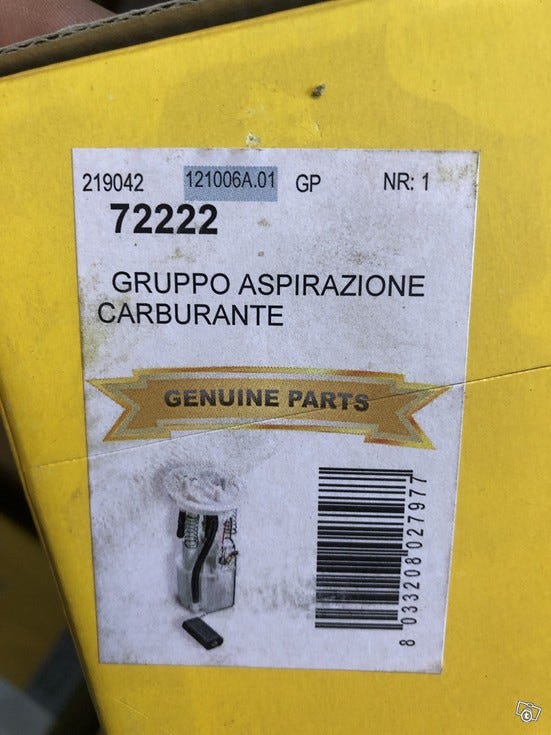 219042 121006A.01 GP NR: 1
72222
GRUPPO ASPIRAZIONE
CARBURANTE
GENUINE PARTS
8 033208 027977